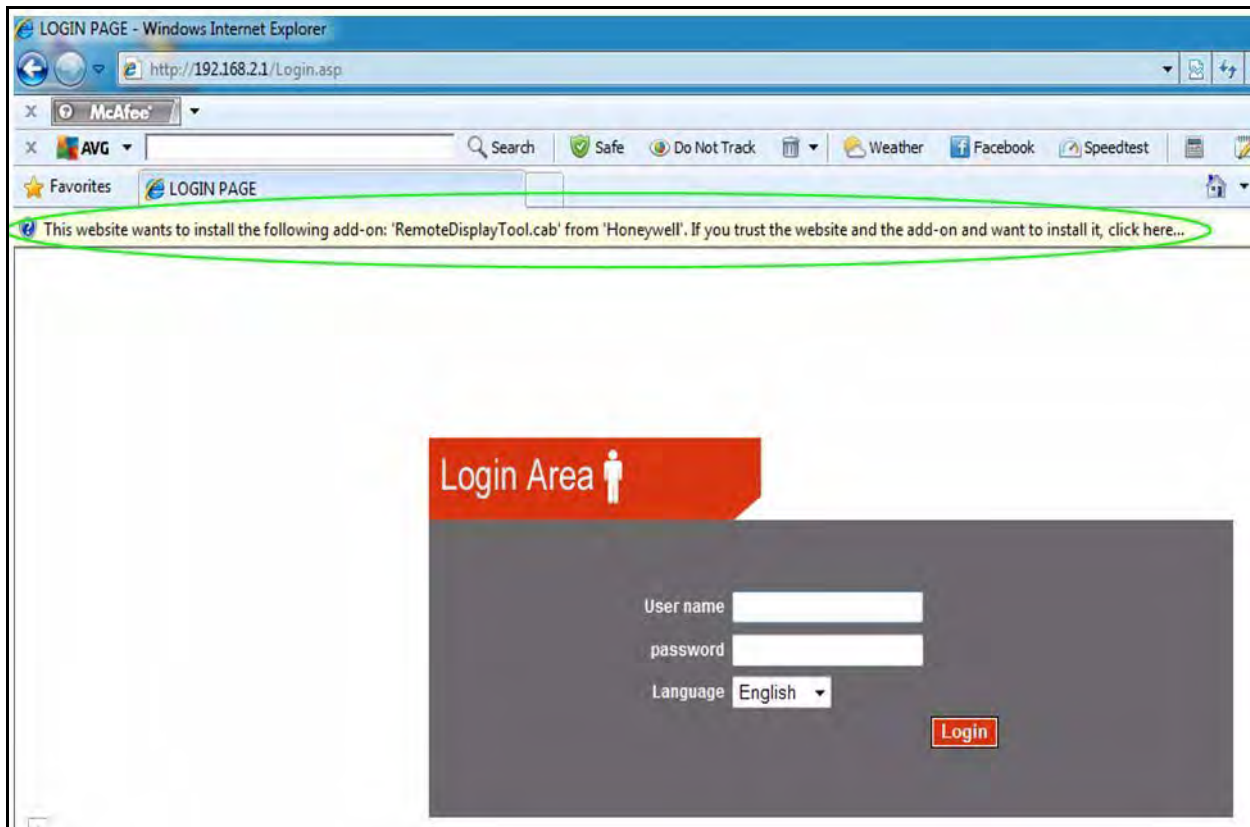 LOGIN PAGE - Windows Internet Explorer
http://192.168.2.1/Login.asp
X McAfee
X AVG Search Safe Do Not Track Weather Facebook Speedtest
Favorites LOGIN PAGE
This website wants to install the following add-on: 'RemoteDisplayTool.cab' from 'Honeywell'. If you trust the website and the add-on and want to install it, click here...
Login Area
User name
password
Language English
Login